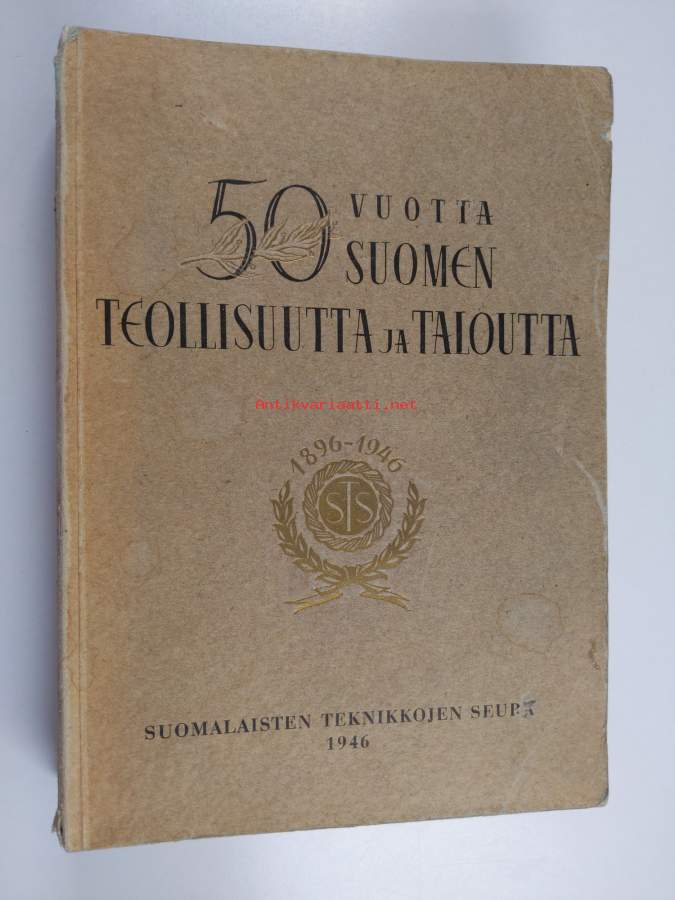 50 VUOTTA
SUOMEN
TEOLLISUUTTA JA TALOUTTA
Antikvariaatti.net
1896-1946
STS
SUOMALAISTEN TEKNIKKOJEN SEURA
1946